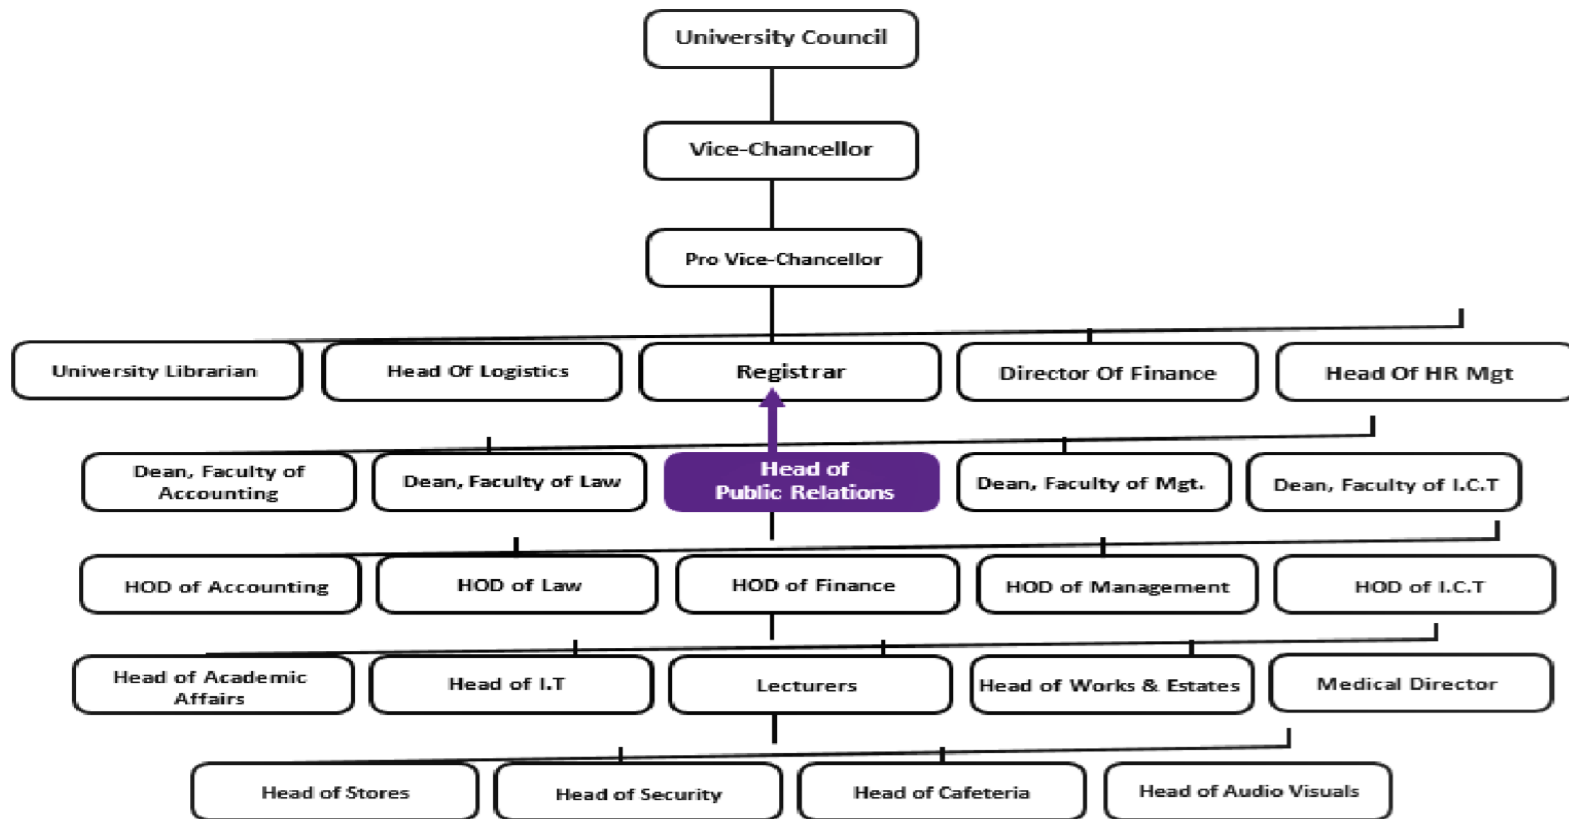 University Council
Vice-Chancellor
Pro Vice-Chancellor
University Librarian
Head Of Logistics
Registrar
Director Of Finance
Head Of HR Mgt
Dean, Faculty of
Accounting
Dean, Faculty of Law
Head of
Public Relations
Dean, Faculty of Mgt.
Dean, Faculty of I.C.T
HOD of Accounting
HOD of Law
HOD of Finance
HOD of Management
HOD of I.C.T
Head of Academic
Affairs
Head of I.T
Lecturers
Head of Works & Estates
Medical Director
Head of Stores
Head of Security
Head of Cafeteria
Head of Audio Visuals